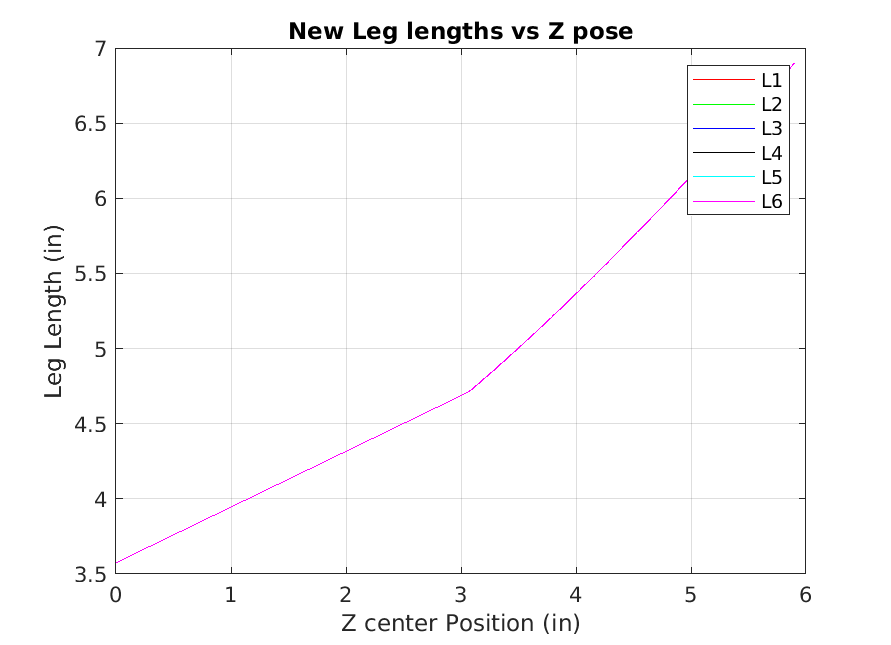 New Leg lengths vs Z pose
7
6.5
6
5.5
5
4.5
4
3.5
Leg Length (in)
L1
L2
L3
L4
L5
L6
0 1 2 3 4 5 6
Z center Position (in)